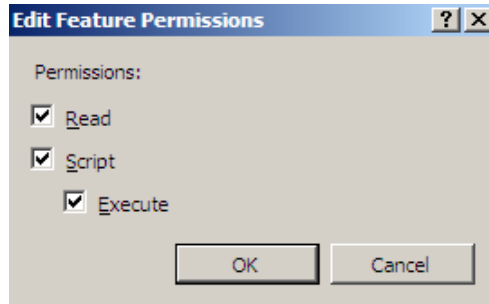 Edit Feature Permissions
Permissions:
Read
Script
Execute
OK Cancel